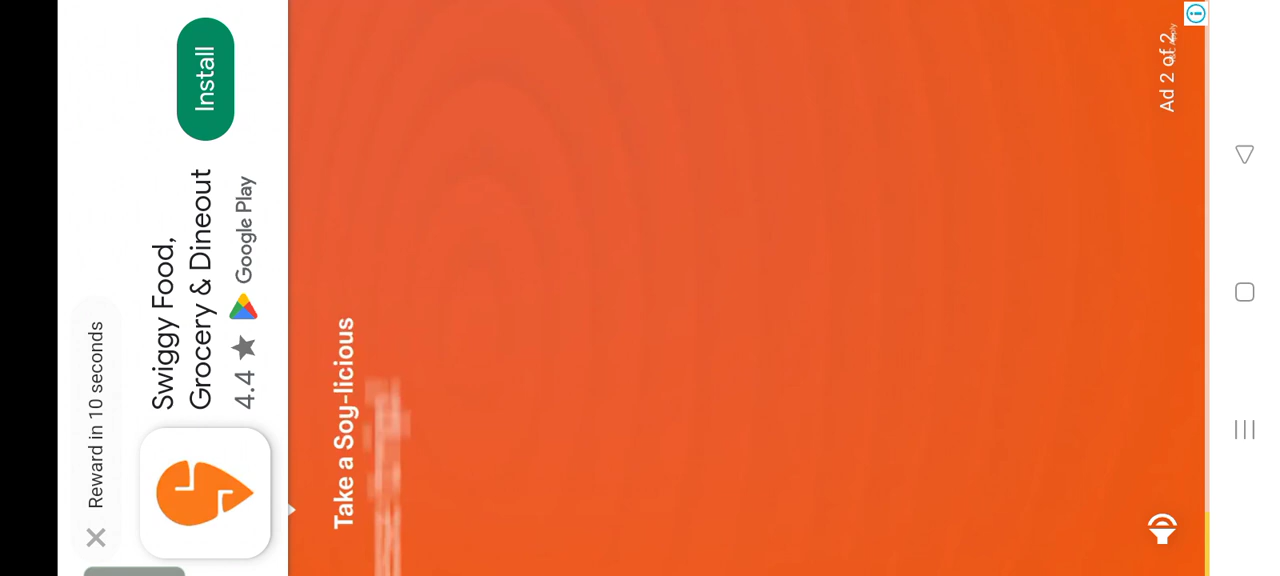 Reward in 10 seconds
Swiggy Food,
Grocery & Dineout
4.4 ★ Google Play
Install
Take a Soy-licious
Ad 2 of 2